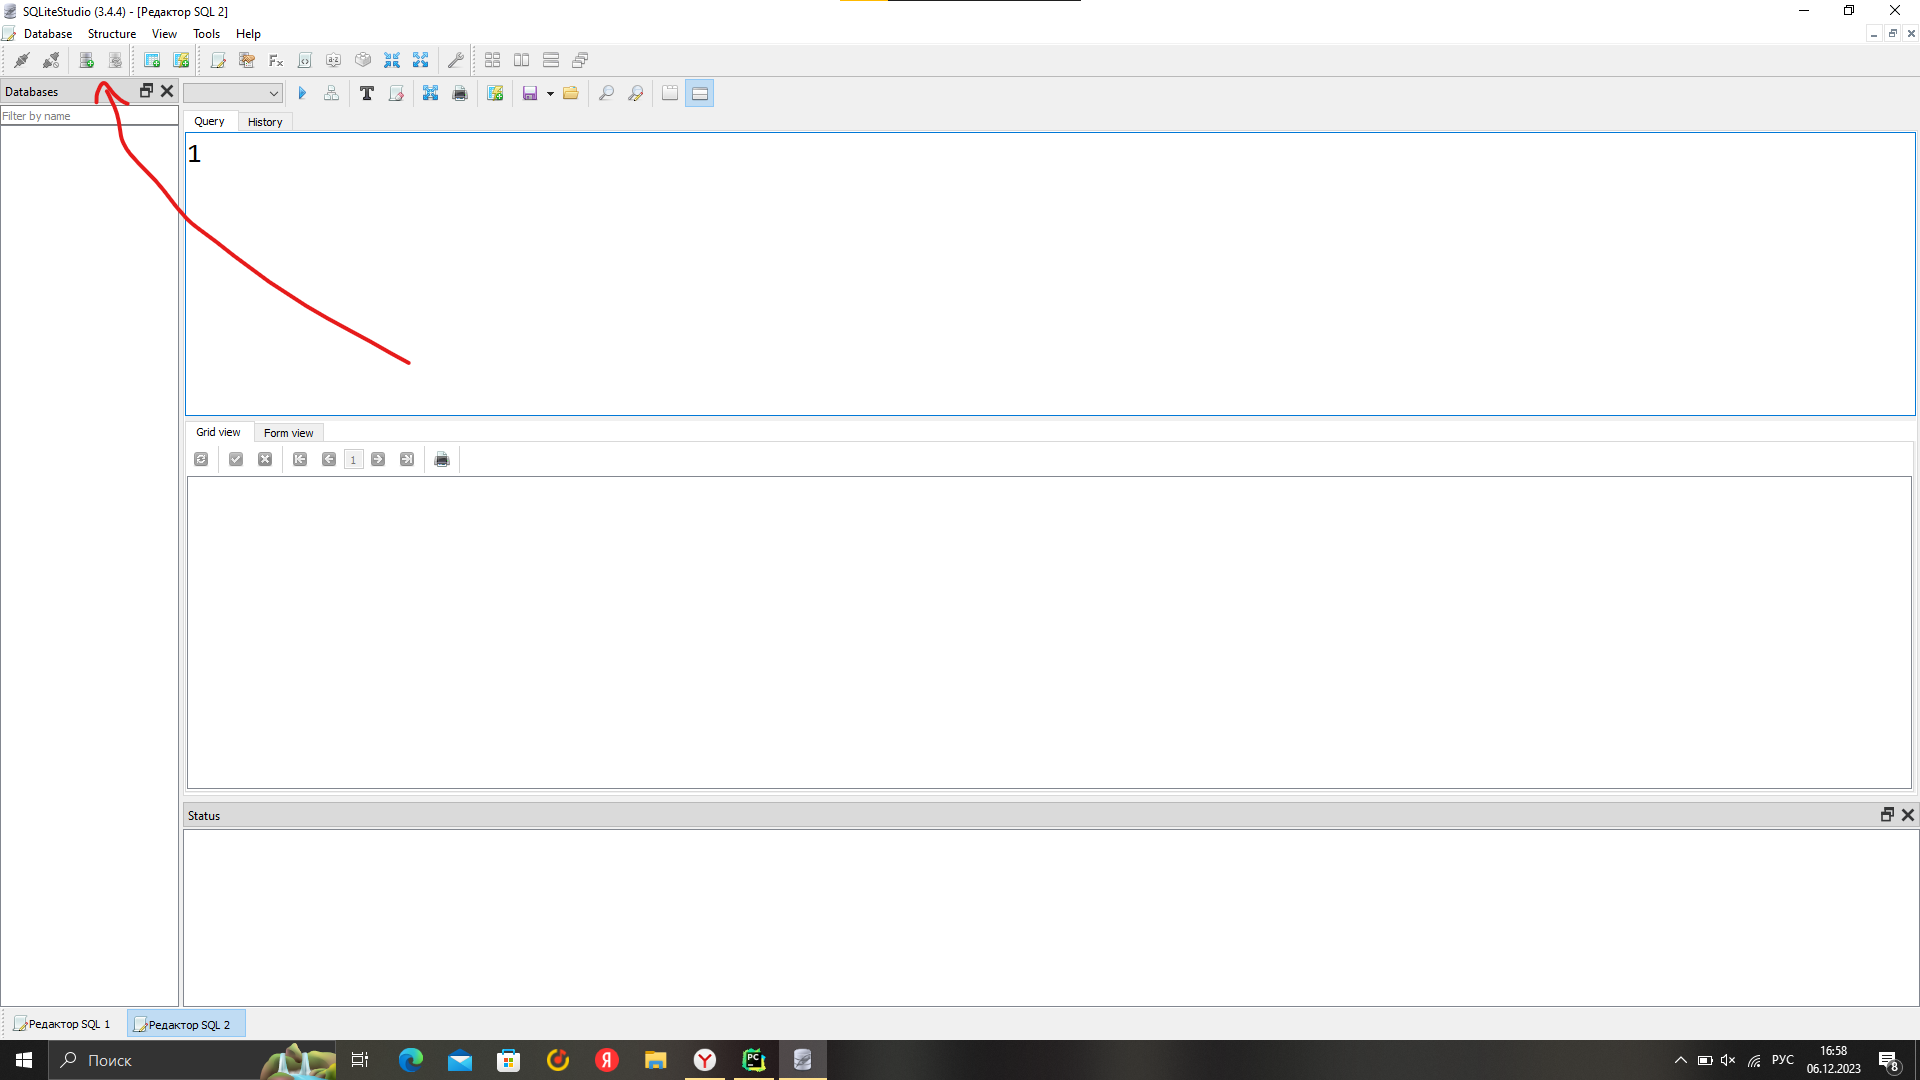 SQLiteStudio (3.4.4) - [Редактор SQL 2]
Database Structure View Tools Help
Databases
Filter by name
Query History
1
Grid view Form view
1
Status
Редактор SQL 1 Редактор SQL 2
Поиск
РУС
16:58
06.12.2023
8